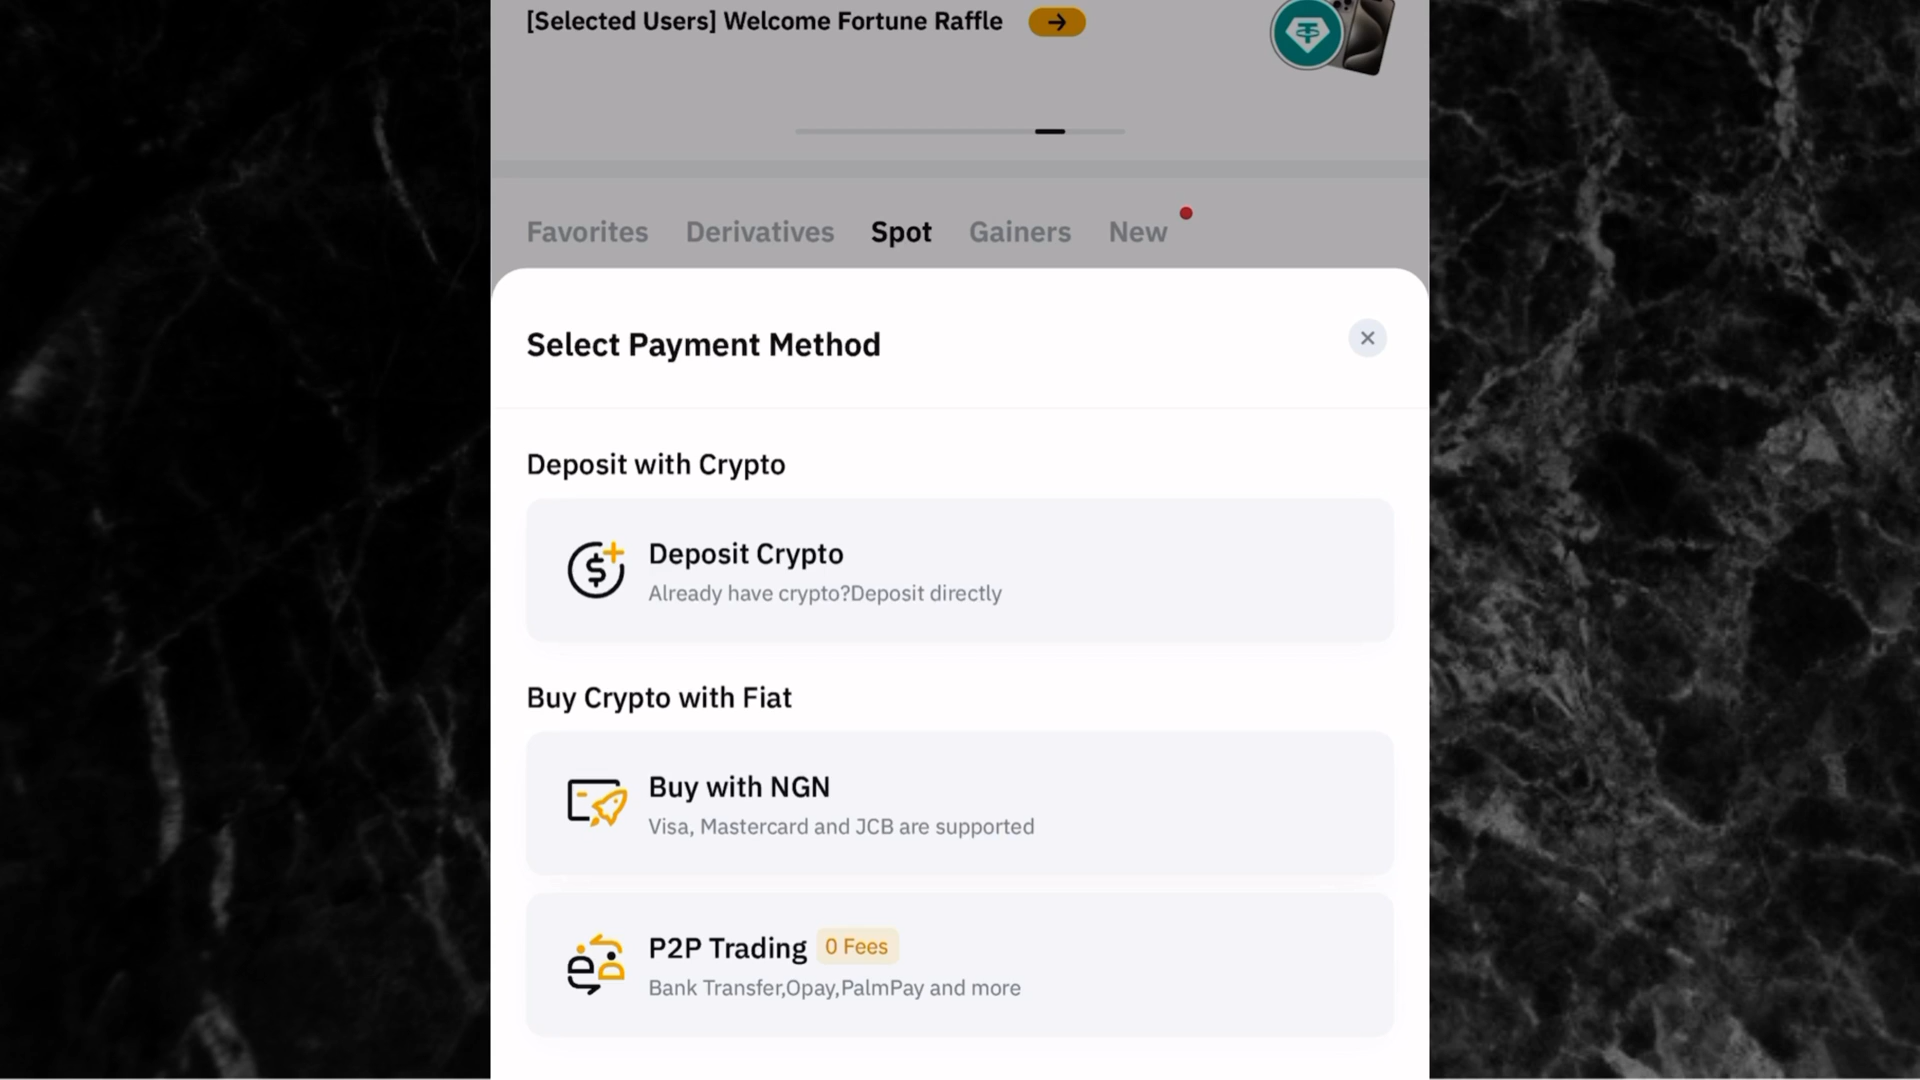 [Selected Users] Welcome Fortune Raffle
Favorites Derivatives Spot Gainers New
Select Payment Method
Deposit with Crypto
Deposit Crypto
Already have crypto?Deposit directly
Buy Crypto with Fiat
Buy with NGN
Visa, Mastercard and JCB are supported
P2P Trading 0 Fees
Bank Transfer,Opay,PalmPay and more